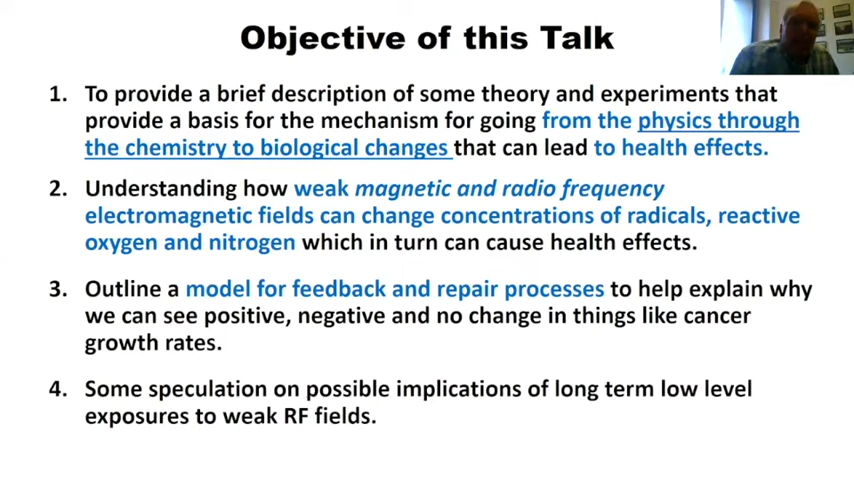 Objective of this Talk
1. To provide a brief description of some theory and experiments that
provide a basis for the mechanism for going from the physics through
the chemistry to biological changes that can lead to health effects.
2. Understanding how weak magnetic and radio frequency
electromagnetic fields can change concentrations of radicals, reactive
oxygen and nitrogen which in turn can cause health effects.
3. Outline a model for feedback and repair processes to help explain why
we can see positive, negative and no change in things like cancer
growth rates.
4. Some speculation on possible implications of long term low level
exposures to weak RF fields.